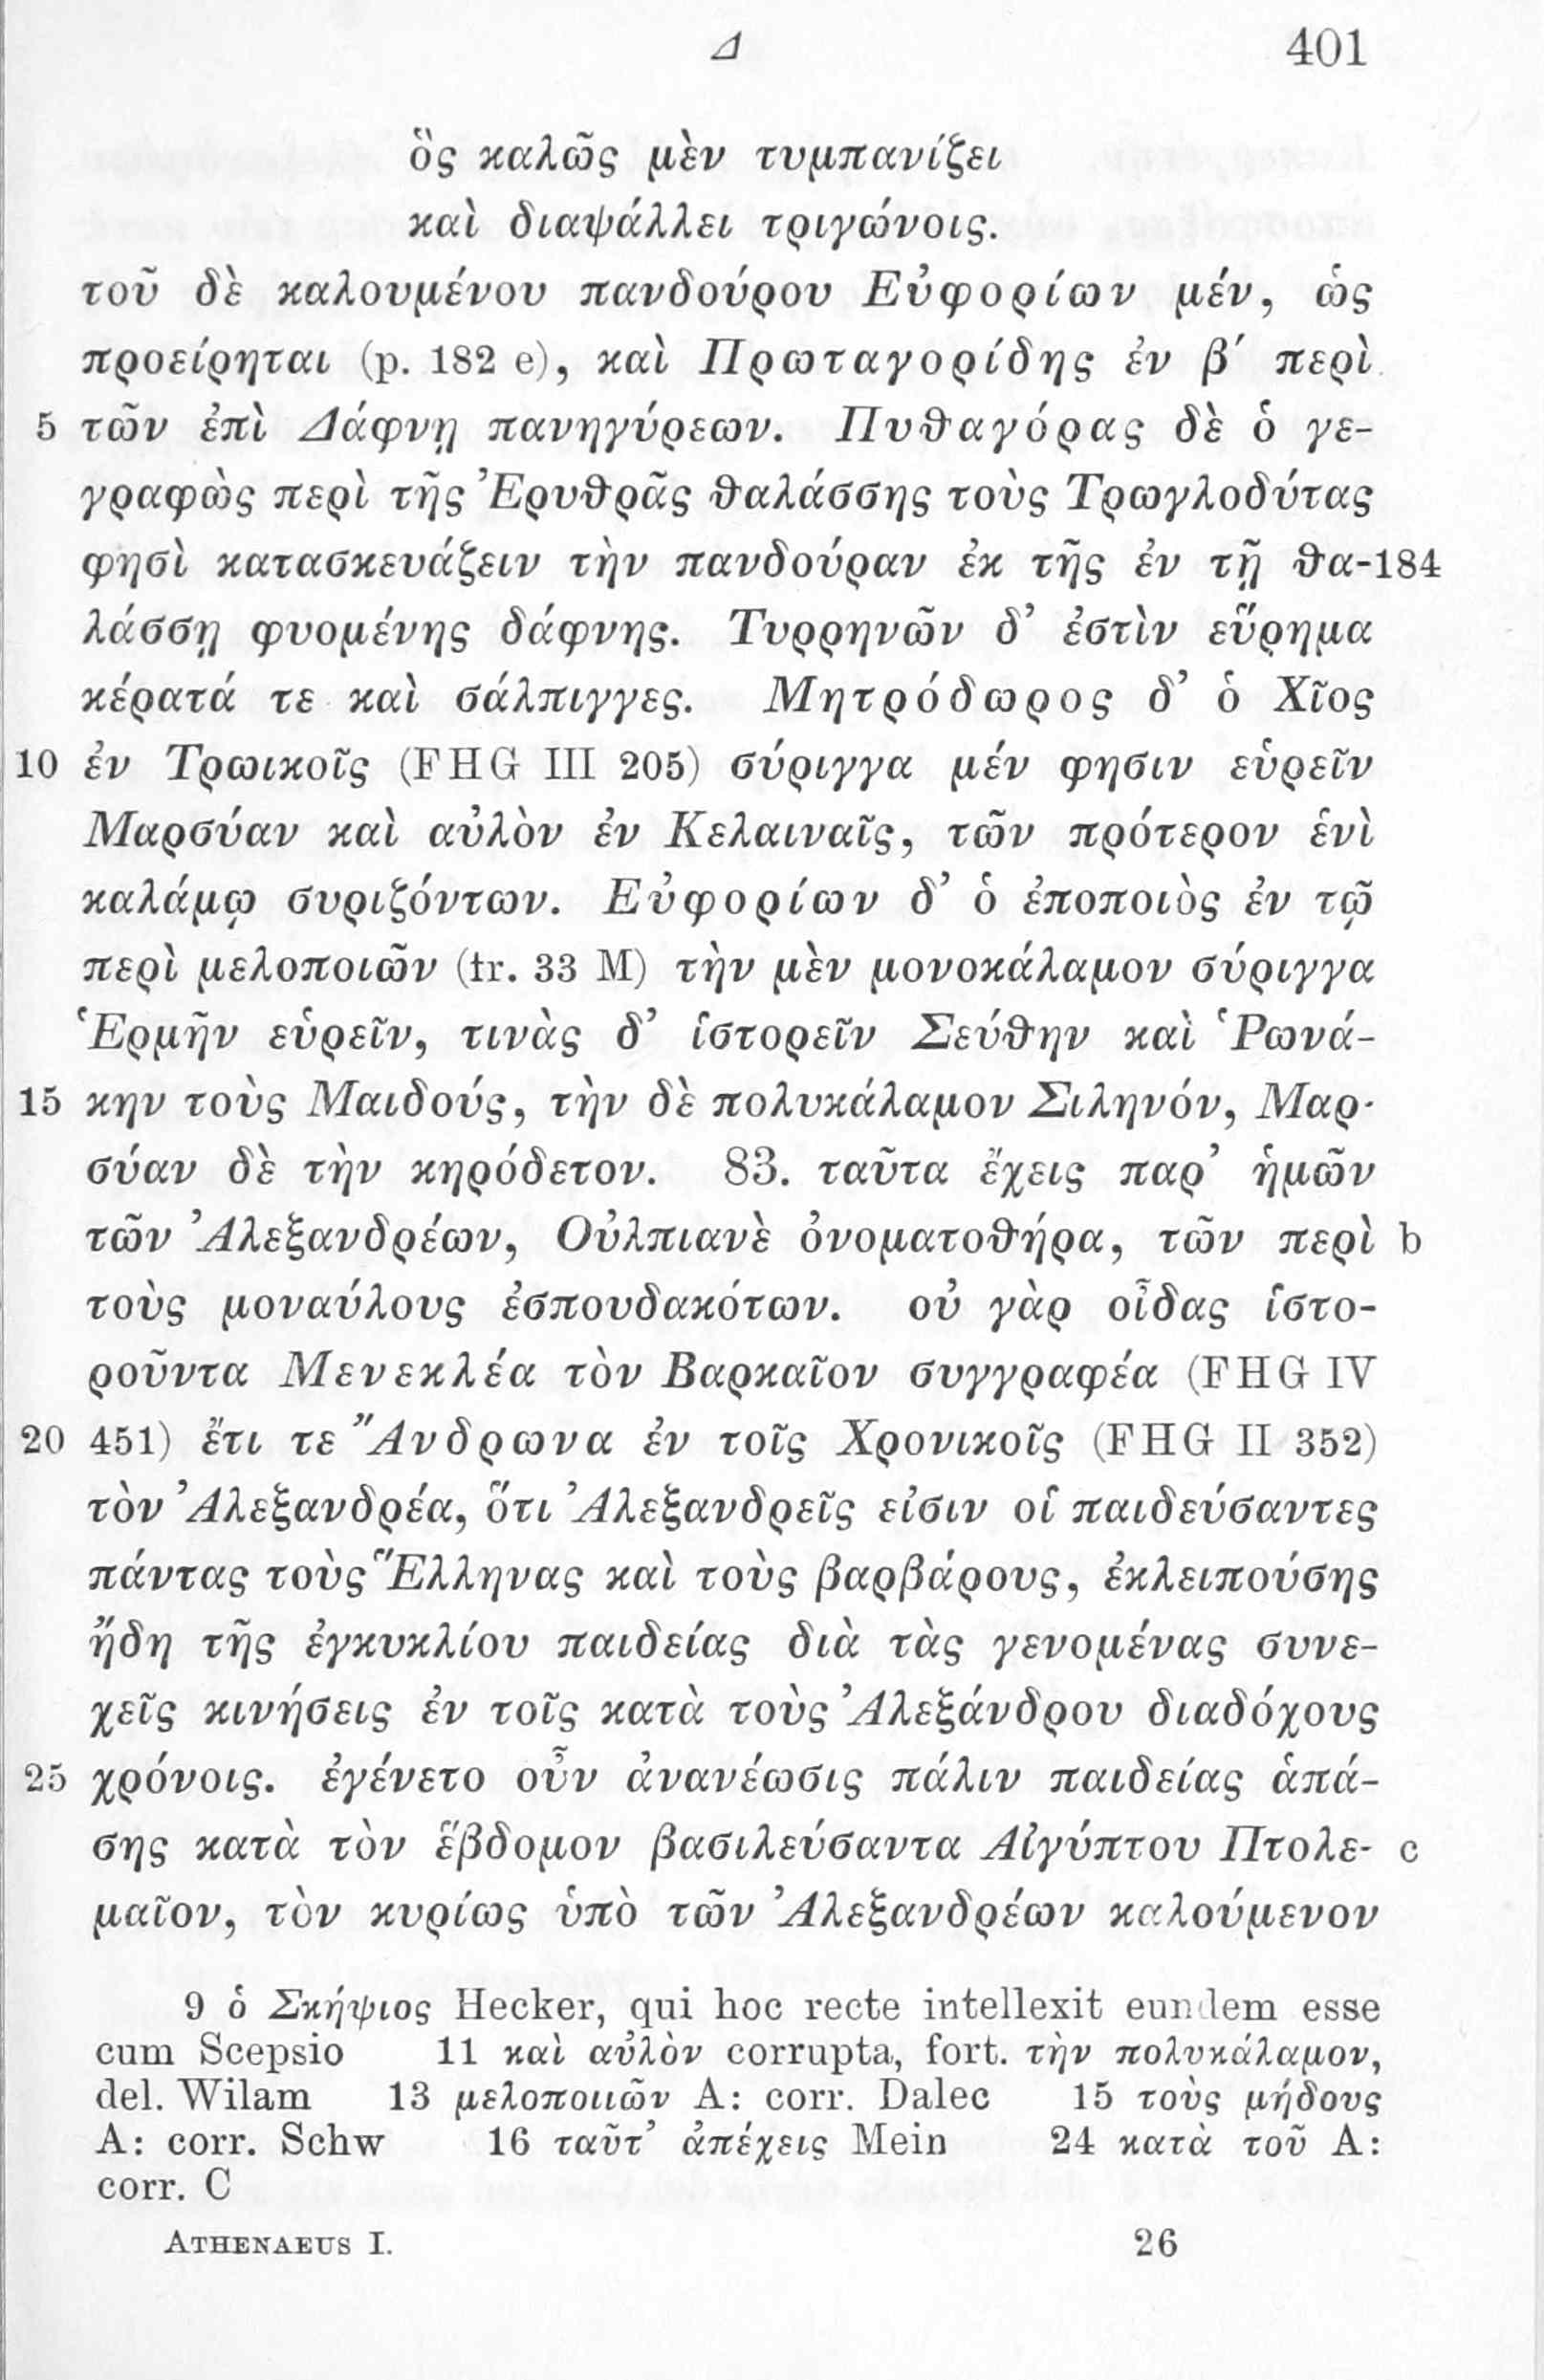 Δ 401
ὃς καλῶς μὲν τυμπανίζει
καὶ διαψάλλει τριγώνοις.
τοῦ δὲ καλουμένου πανδούρου Εὐφορίων μέν, ὡς
προείρηται (p. 182 e), καὶ Πρωταγορίδης ἐν β′ περὶ
5 τῶν ἐπὶ Δάφνῃ πανηγύρεων. Πυθαγόρας δὲ ὁ γε-
γραφὼς περὶ τῆς Ἐρυθρᾶς θαλάσσης τοὺς Τρωγλοδύτας
φησὶ κατασκευάζειν τὴν πανδούραν ἐκ τῆς ἐν τῇ θα- 184
λάσσῃ φυομένης δάφνης. Τυρρηνῶν δ’ ἐστὶν εὕρημα
κέρατά τε καὶ σάλπιγγες. Μητρόδωρος δ’ ὁ Χῖος
10 ἐν Τρωικοῖς (FHG III 205) σύριγγα μέν φησιν εὑρεῖν
Μαρσύαν καὶ αὐλὸν ἐν Κελαιναῖς, τῶν πρότερον ἑνὶ
καλάμῳ συριζόντων. Εὐφορίων δ’ ὁ ἐποποιὸς ἐν τῷ
περὶ μελοποιῶν (tr. 33 M) τὴν μὲν μονοκάλαμον σύριγγα
Ἑρμῆν εὑρεῖν, τινὰς δ’ ἱστορεῖν Σεύθην καὶ Ῥωνά-
15 κην τοὺς Μαιδούς, τὴν δὲ πολυκάλαμον Σιληνόν, Μαρ-
σύαν δὲ τὴν κηρόδετον. 83. ταῦτα ἔχεις παρ’ ἡμῶν
τῶν Ἀλεξανδρέων, Οὐλπιανὲ ὀνοματοθήρα, τῶν περὶ b
τοὺς μοναύλους ἐσπουδακότων. οὐ γὰρ οἶδας ἱστο-
ροῦντα Μενεκλέα τὸν Βαρκαῖον συγγραφέα (FHG IV
20 451) ἔτι τε Ἄνδρωνα ἐν τοῖς Χρονικοῖς (FHG II 352)
τὸν Ἀλεξανδρέα, ὅτι Ἀλεξανδρεῖς εἰσιν οἱ παιδεύσαντες
πάντας τοὺς Ἕλληνας καὶ τοὺς βαρβάρους, ἐκλειπούσης
ἤδη τῆς ἐγκυκλίου παιδείας διὰ τὰς γενομένας συνε-
χεῖς κινήσεις ἐν τοῖς κατὰ τοὺς Ἀλεξάνδρου διαδόχους
25 χρόνοις. ἐγένετο οὖν ἀνανέωσις πάλιν παιδείας ἁπά-
σης κατὰ τὸν ἕβδομον βασιλεύσαντα Αἰγύπτου Πτολε- c
μαῖον, τὸν κυρίως ὑπὸ τῶν Ἀλεξανδρέων καλούμενον
9 ὁ Σκήψιος Hecker, qui hoc recte intellexit eundem esse
cum Scepsio 11 καὶ αὐλὸν corrupta, fort. τὴν πολυκάλαμον,
del. Wilam 13 μελοποιιῶν A: corr. Dalec 15 τοὺς μήδους
A: corr. Schw 16 ταῦτ’ ἀπέχεις Mein 24 κατὰ τοῦ A:
corr. C
ATHENAEUS I. 26